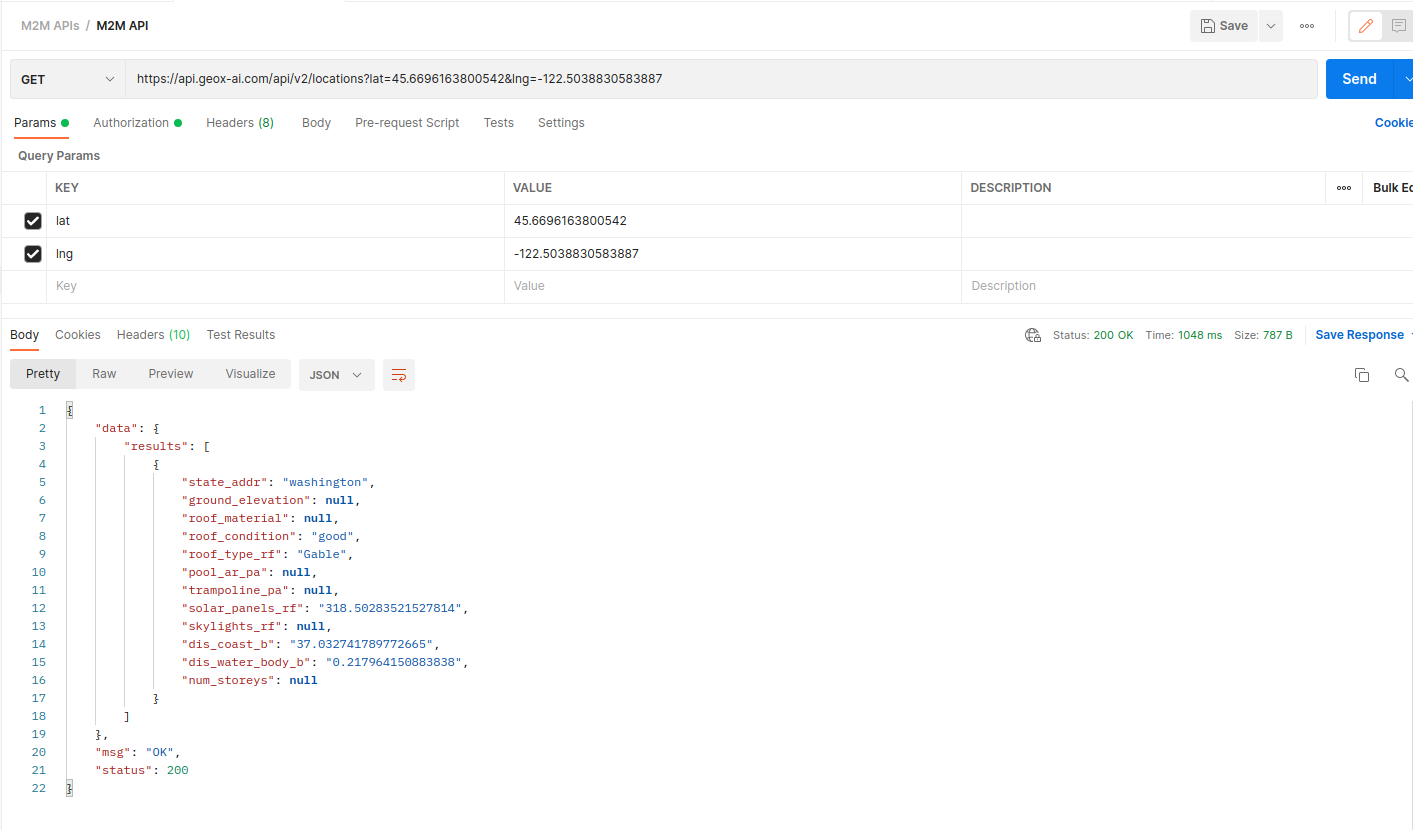 M2M APIs / M2M API
Save
GET https://api.geox-ai.com/api/v2/locations?lat=45.6696163800542&lng=-122.5038830583887 Send
Params Authorization Headers (8) Body Pre-request Script Tests Settings Cookie
Query Params
KEY VALUE DESCRIPTION Bulk Ed
lat 45.6696163800542
lng -122.5038830583887
Key Value Description
Body Cookies Headers (10) Test Results Status: 200 OK Time: 1048 ms Size: 787 B Save Response
Pretty Raw Preview Visualize JSON
1 {
2 "data": {
3 "results": [
4 {
5 "state_addr": "washington",
6 "ground_elevation": null,
7 "roof_material": null,
8 "roof_condition": "good",
9 "roof_type_rf": "Gable",
10 "pool_ar_pa": null,
11 "trampoline_pa": null,
12 "solar_panels_rf": "318.50283521527814",
13 "skylights_rf": null,
14 "dis_coast_b": "37.032741789772665",
15 "dis_water_body_b": "0.217964150883838",
16 "num_storeys": null
17 }
18 ]
19 },
20 "msg": "OK",
21 "status": 200
22 }